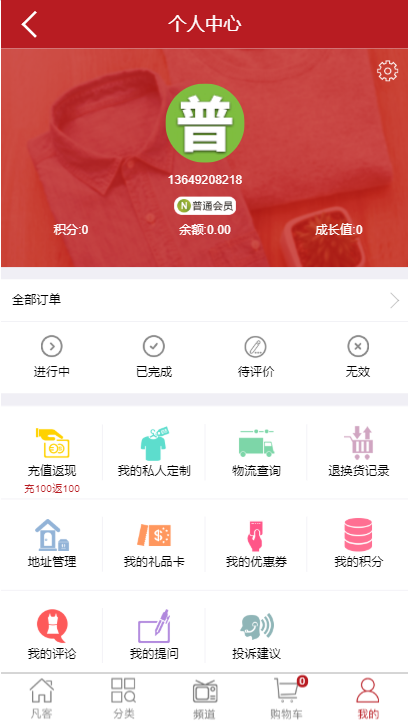 个人中心
普
13649208218
N 普通会员
积分:0 余额:0.00 成长值:0
全部订单
进行中 已完成 待评价 无效
充值返现 我的私人定制 物流查询 退换货记录
充100返100
地址管理 我的礼品卡 我的优惠券 我的积分
我的评论 我的提问 投诉建议
0
凡客 分类 频道 购物车 我的